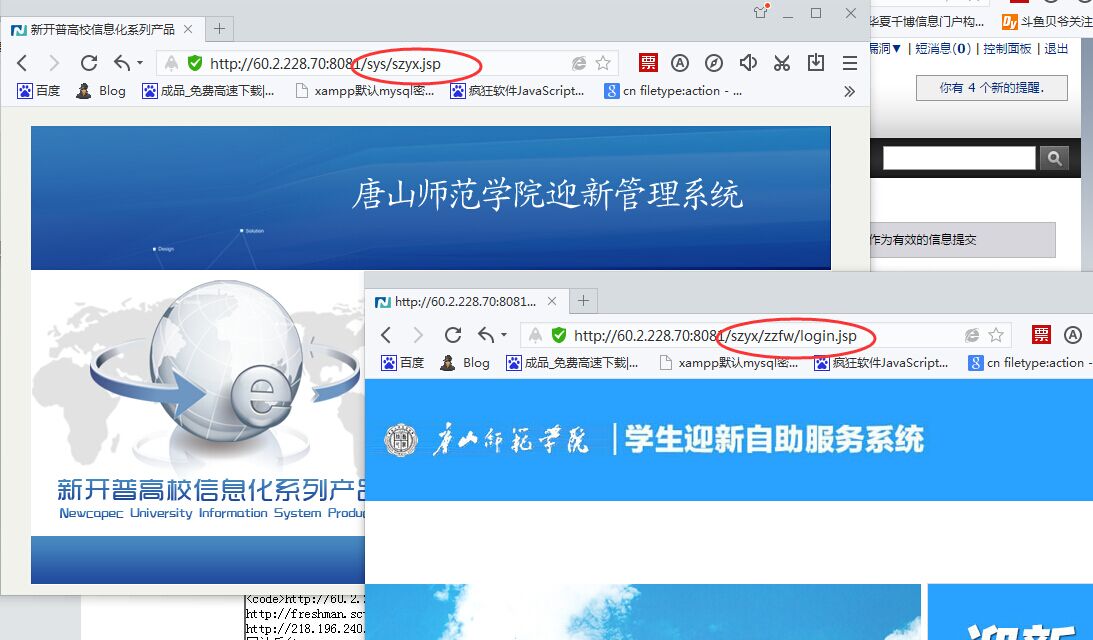 新开普高校信息化系列产品
华夏千博信息门户构...
斗鱼贝爷关注
http://60.2.228.70:8081/sys/szyx.jsp
票
漏洞▼ | 短消息(0) | 控制面板 | 退出
百度 Blog 成品_免费高速下载|... xampp默认mysql密... 疯狂软件JavaScript... cn filetype:action - ...
你有 4 个新的提醒.
唐山师范学院迎新管理系统
Solution
Design
作为有效的信息提交
新开普高校信息化系列产品
Newcapec University Information System Produ
http://60.2.228.70:8081...
http://60.2.228.70:8081/szyx/zzfw/login.jsp
票
百度 Blog 成品_免费高速下载|... xampp默认mysql密... 疯狂软件JavaScript... cn filetype:action -
唐山师范学院 | 学生迎新自助服务系统
<code>http://60.2.
http://freshman.sc
http://218.196.240.
迎新